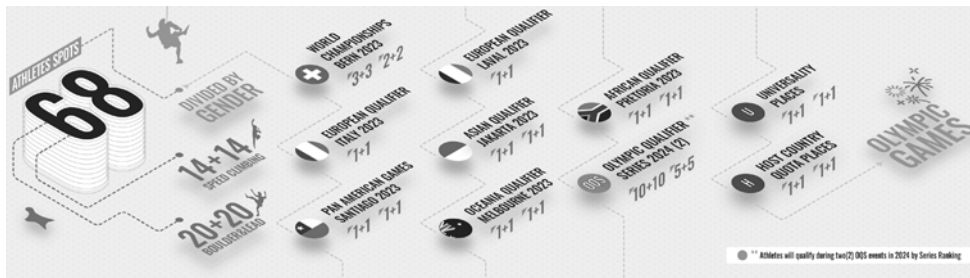 ATHLETES SPOTS
68
DIVIDED BY
GENDER
14+14
SPEED CLIMBING
20+20
BOULDER&LEAD
WORLD
CHAMPIONSHIPS
BERN 2023
3+3 2+2
EUROPEAN QUALIFIER
ITALY 2023
1+1
PAN AMERICAN GAMES
SANTIAGO 2023
1+1 1+1
EUROPEAN QUALIFIER
LAVAL 2023
1+1
ASIAN QUALIFIER
JAKARTA 2023
1+1 1+1
OCEANIA QUALIFIER
MELBOURNE 2023
1+1 1+1
AFRICAN QUALIFIER
PRETORIA 2023
1+1 1+1
OQS
OLYMPIC QUALIFIER**
SERIES 2024 (2)
10+10 5+5
U
UNIVERSALITY
PLACES
1+1 1+1
H
HOST COUNTRY
QUOTA PLACES
1+1 1+1
OLYMPIC
GAMES
** Athletes will qualify during two(2) OQS events in 2024 by Series Ranking